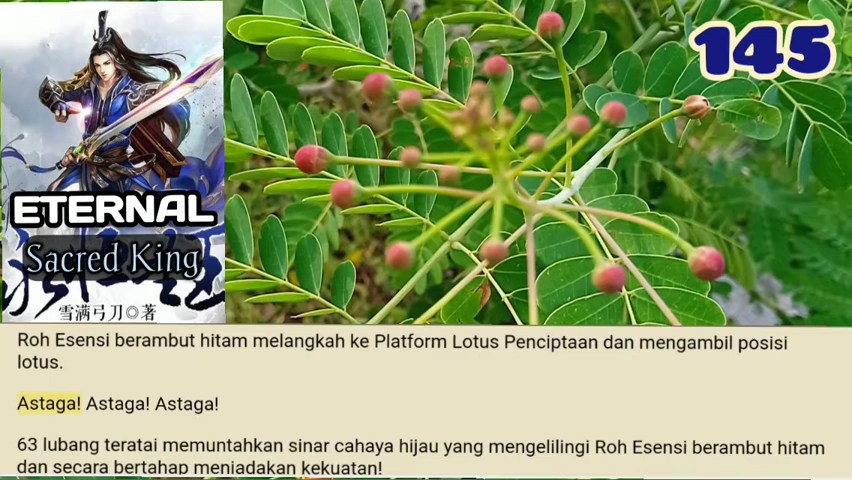 145
ETERNAL
Sacred King
雪满弓刀◎著
Roh Esensi berambut hitam melangkah ke Platform Lotus Penciptaan dan mengambil posisi
lotus.
Astaga! Astaga! Astaga!
63 lubang teratai memuntahkan sinar cahaya hijau yang mengelilingi Roh Esensi berambut hitam
dan secara bertahap meniadakan kekuatan!